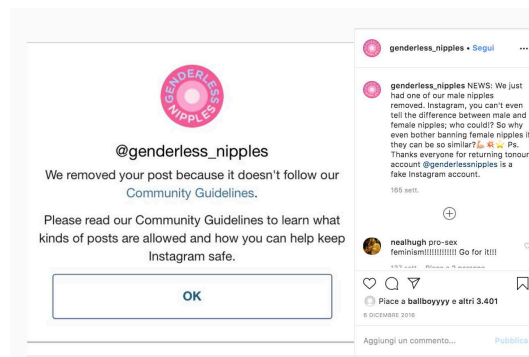 GENDERLESS
NIPPLES
@genderless_nipples
We removed your post because it doesn't follow our
Community Guidelines.
Please read our Community Guidelines to learn what
kinds of posts are allowed and how you can help keep
Instagram safe.
OK
genderless_nipples • Segui
genderless_nipples NEWS: We just
had one of our male nipples
removed. Instagram, you can't even
tell the difference between male and
female nipples; who could!? So why
even bother banning female nipples if
they can be so similar?💪💥⭐ Ps.
Thanks everyone for returning tonour
account @genderlessnipples is a
fake Instagram account.
165 sett.
nealhugh pro-sex
feminism!!!!!!!!!!!!! Go for it!!!
Piace a ballboyyyy e altri 3.401
6 DICEMBRE 2016
Aggiungi un commento...
Pubblica